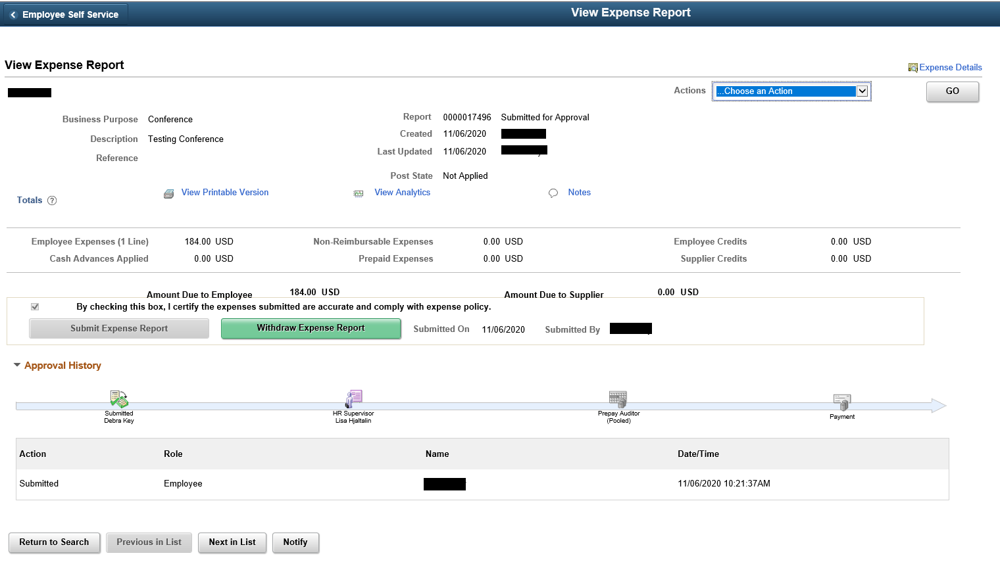 Employee Self Service
View Expense Report
View Expense Report
Expense Details
Actions ...Choose an Action GO
Business Purpose Conference
Report 0000017496 Submitted for Approval
Description Testing Conference
Created 11/06/2020
Reference
Last Updated 11/06/2020
Post State Not Applied
Totals ? View Printable Version View Analytics Notes
Employee Expenses (1 Line) 184.00 USD Non-Reimbursable Expenses 0.00 USD Employee Credits 0.00 USD
Cash Advances Applied 0.00 USD Prepaid Expenses 0.00 USD Supplier Credits 0.00 USD
Amount Due to Employee 184.00 USD Amount Due to Supplier 0.00 USD
By checking this box, I certify the expenses submitted are accurate and comply with expense policy.
Submit Expense Report Withdraw Expense Report Submitted On 11/06/2020 Submitted By
Approval History
Submitted HR Supervisor Prepay Auditor Payment
Debra Key Lisa Hjaltalin (Pooled)
Action Role Name Date/Time
Submitted Employee 11/06/2020 10:21:37AM
Return to Search Previous in List Next in List Notify